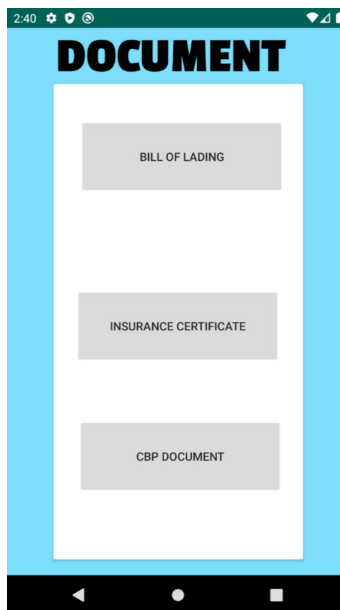 2:40
DOCUMENT
BILL OF LADING
INSURANCE CERTIFICATE
CBP DOCUMENT